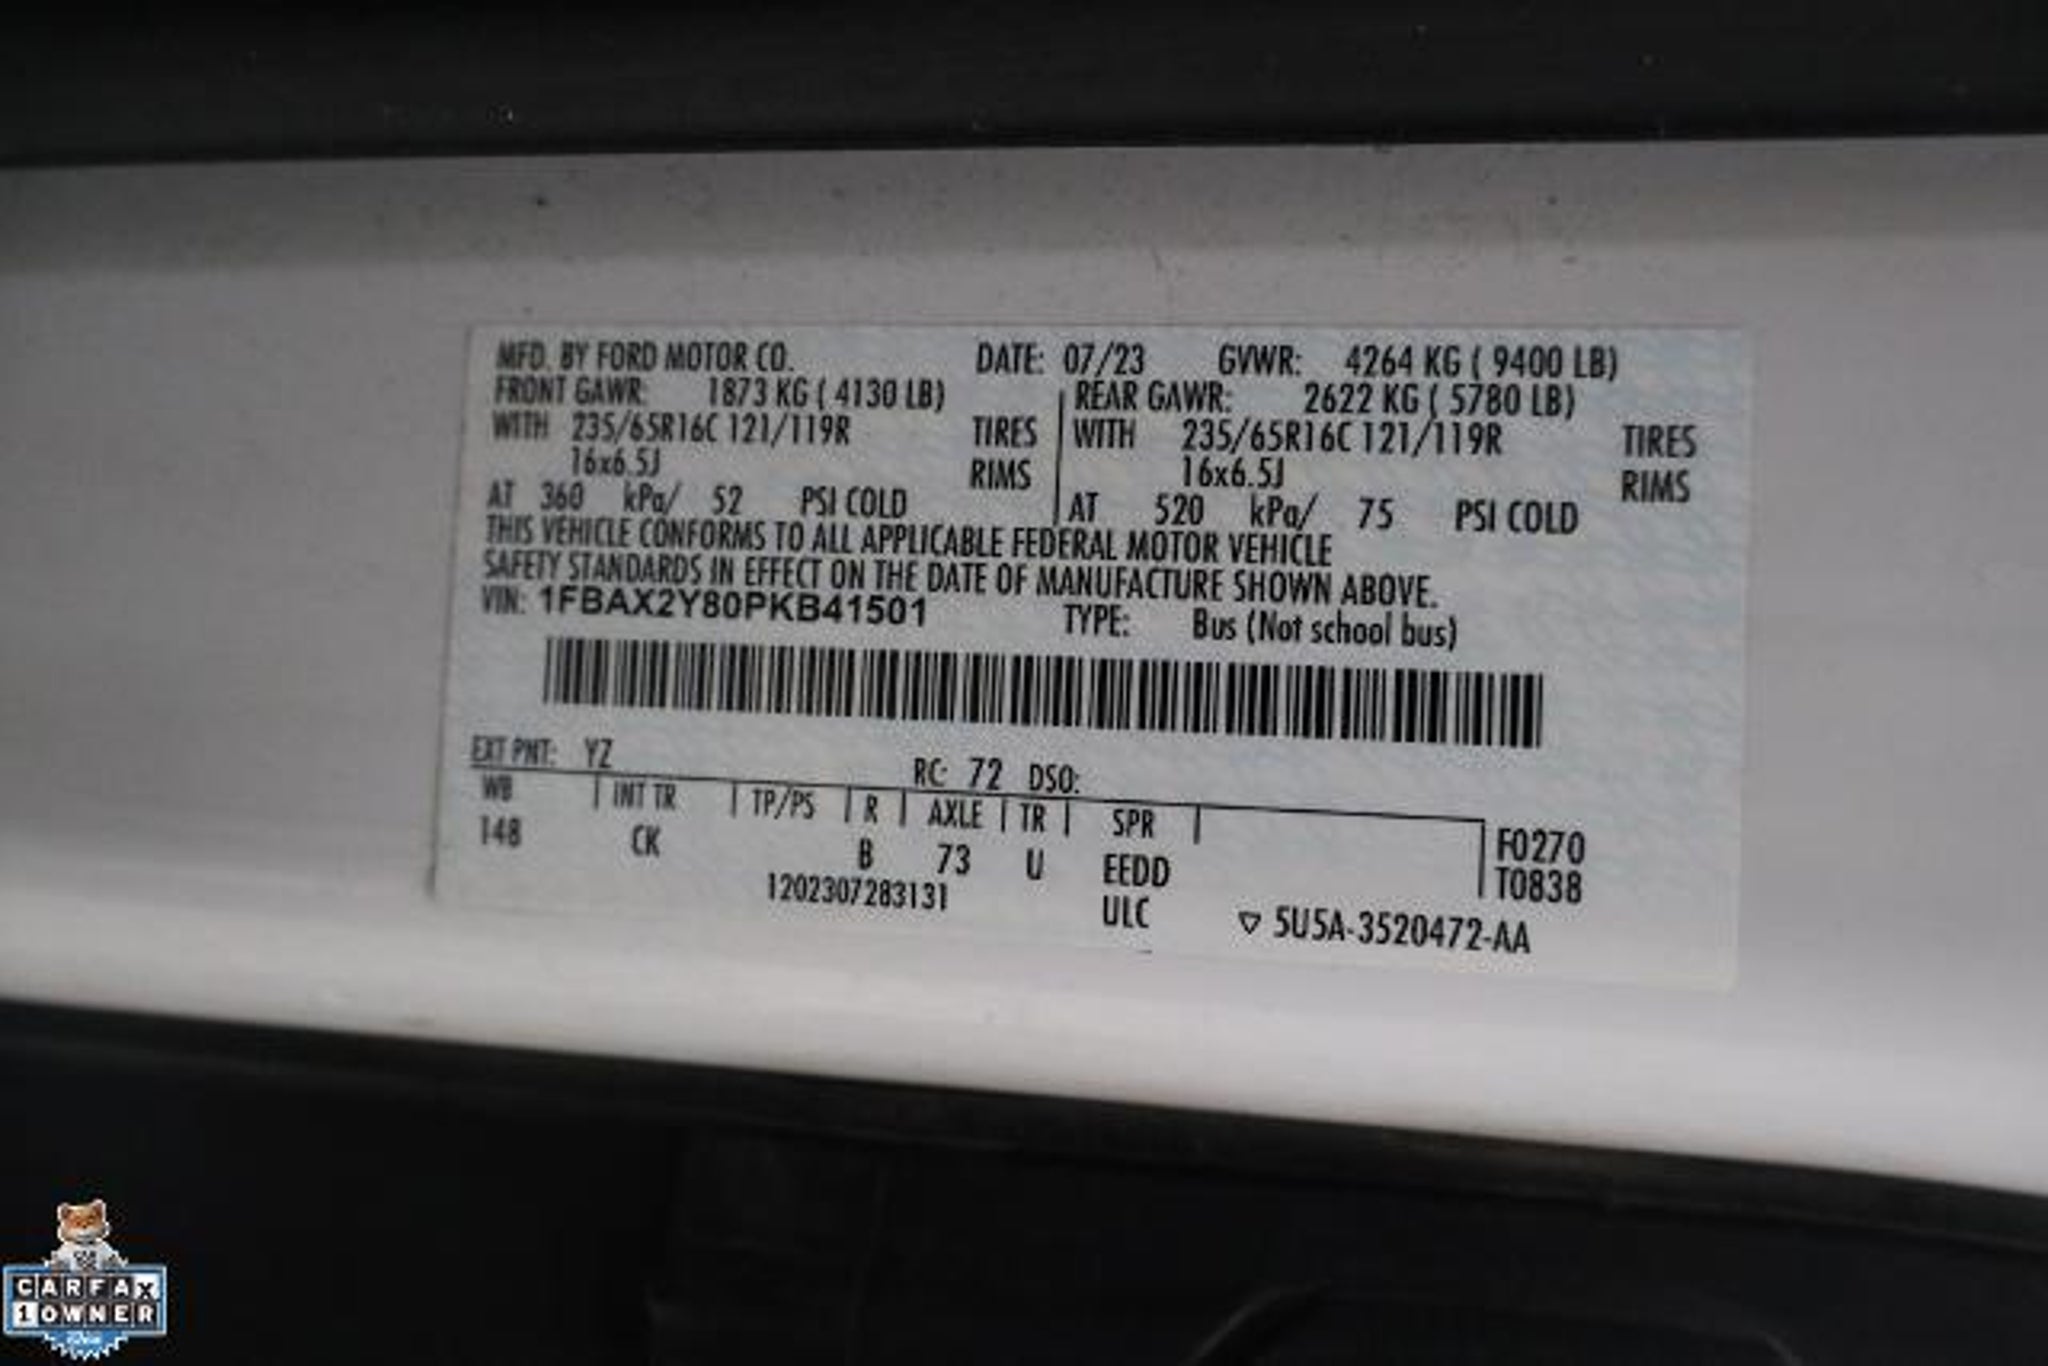 MFD. BY FORD MOTOR CO. DATE: 07/23 GVWR: 4264 KG ( 9400 LB)
FRONT GAWR: 1873 KG ( 4130 LB) REAR GAWR: 2622 KG ( 5780 LB)
WITH 235/65R16C 121/119R TIRES WITH 235/65R16C 121/119R TIRES
16x6.5J RIMS 16x6.5J RIMS
AT 360 kPa/ 52 PSI COLD AT 520 kPa/ 75 PSI COLD
THIS VEHICLE CONFORMS TO ALL APPLICABLE FEDERAL MOTOR VEHICLE
SAFETY STANDARDS IN EFFECT ON THE DATE OF MANUFACTURE SHOWN ABOVE.
VIN: 1FBAX2Y80PKB41501 TYPE: Bus (Not school bus)
EXT PNT: YZ RC: 72 DSO:
WB INT TR TP/PS R AXLE TR SPR F0270
148 CK B 73 U EEDD T0838
1202307283131 ULC ▽ 5U5A-3520472-AA
CARFAX
1 OWNER